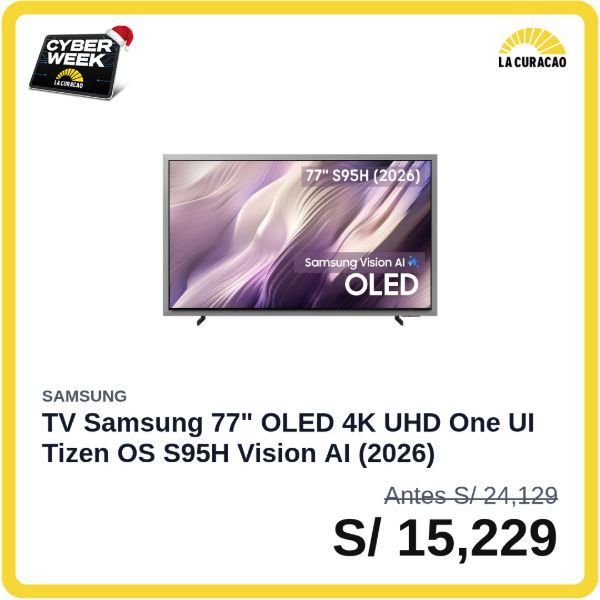 CYBER
WEEK
LA CURACAO
LA CURACAO
77" S95H (2026)
Samsung Vision AI
OLED
SAMSUNG
TV Samsung 77" OLED 4K UHD One UI
Tizen OS S95H Vision AI (2026)
Antes S/ 24,129
S/ 15,229